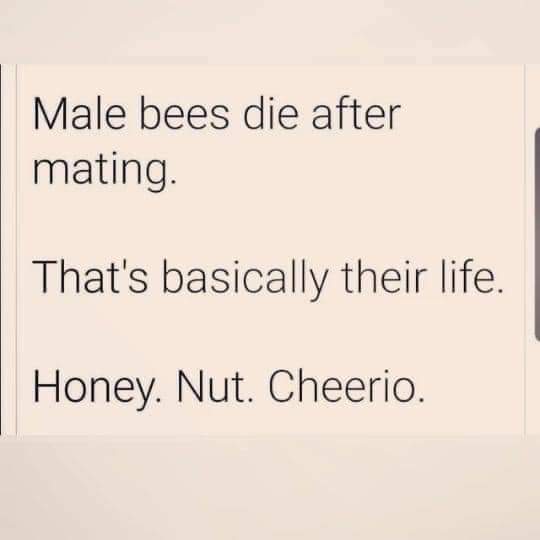 Male bees die after
mating.
That's basically their life.
Honey. Nut. Cheerio.